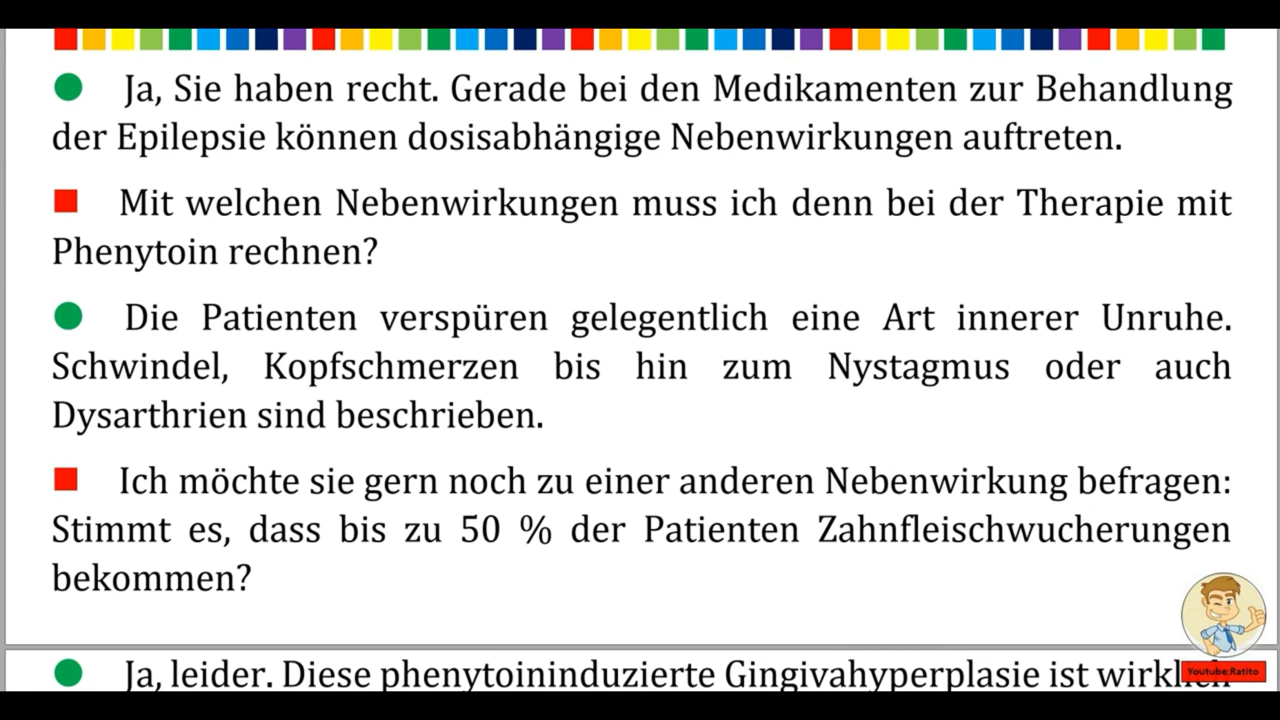 Ja, Sie haben recht. Gerade bei den Medikamenten zur Behandlung
der Epilepsie können dosisabhängige Nebenwirkungen auftreten.
Mit welchen Nebenwirkungen muss ich denn bei der Therapie mit
Phenytoin rechnen?
Die Patienten verspüren gelegentlich eine Art innerer Unruhe.
Schwindel, Kopfschmerzen bis hin zum Nystagmus oder auch
Dysarthrien sind beschrieben.
Ich möchte sie gern noch zu einer anderen Nebenwirkung befragen:
Stimmt es, dass bis zu 50 % der Patienten Zahnfleischwucherungen
bekommen?
Ja, leider. Diese phenytoininduzierte Gingivahyperplasie ist wirklich
Youtube:Ratito